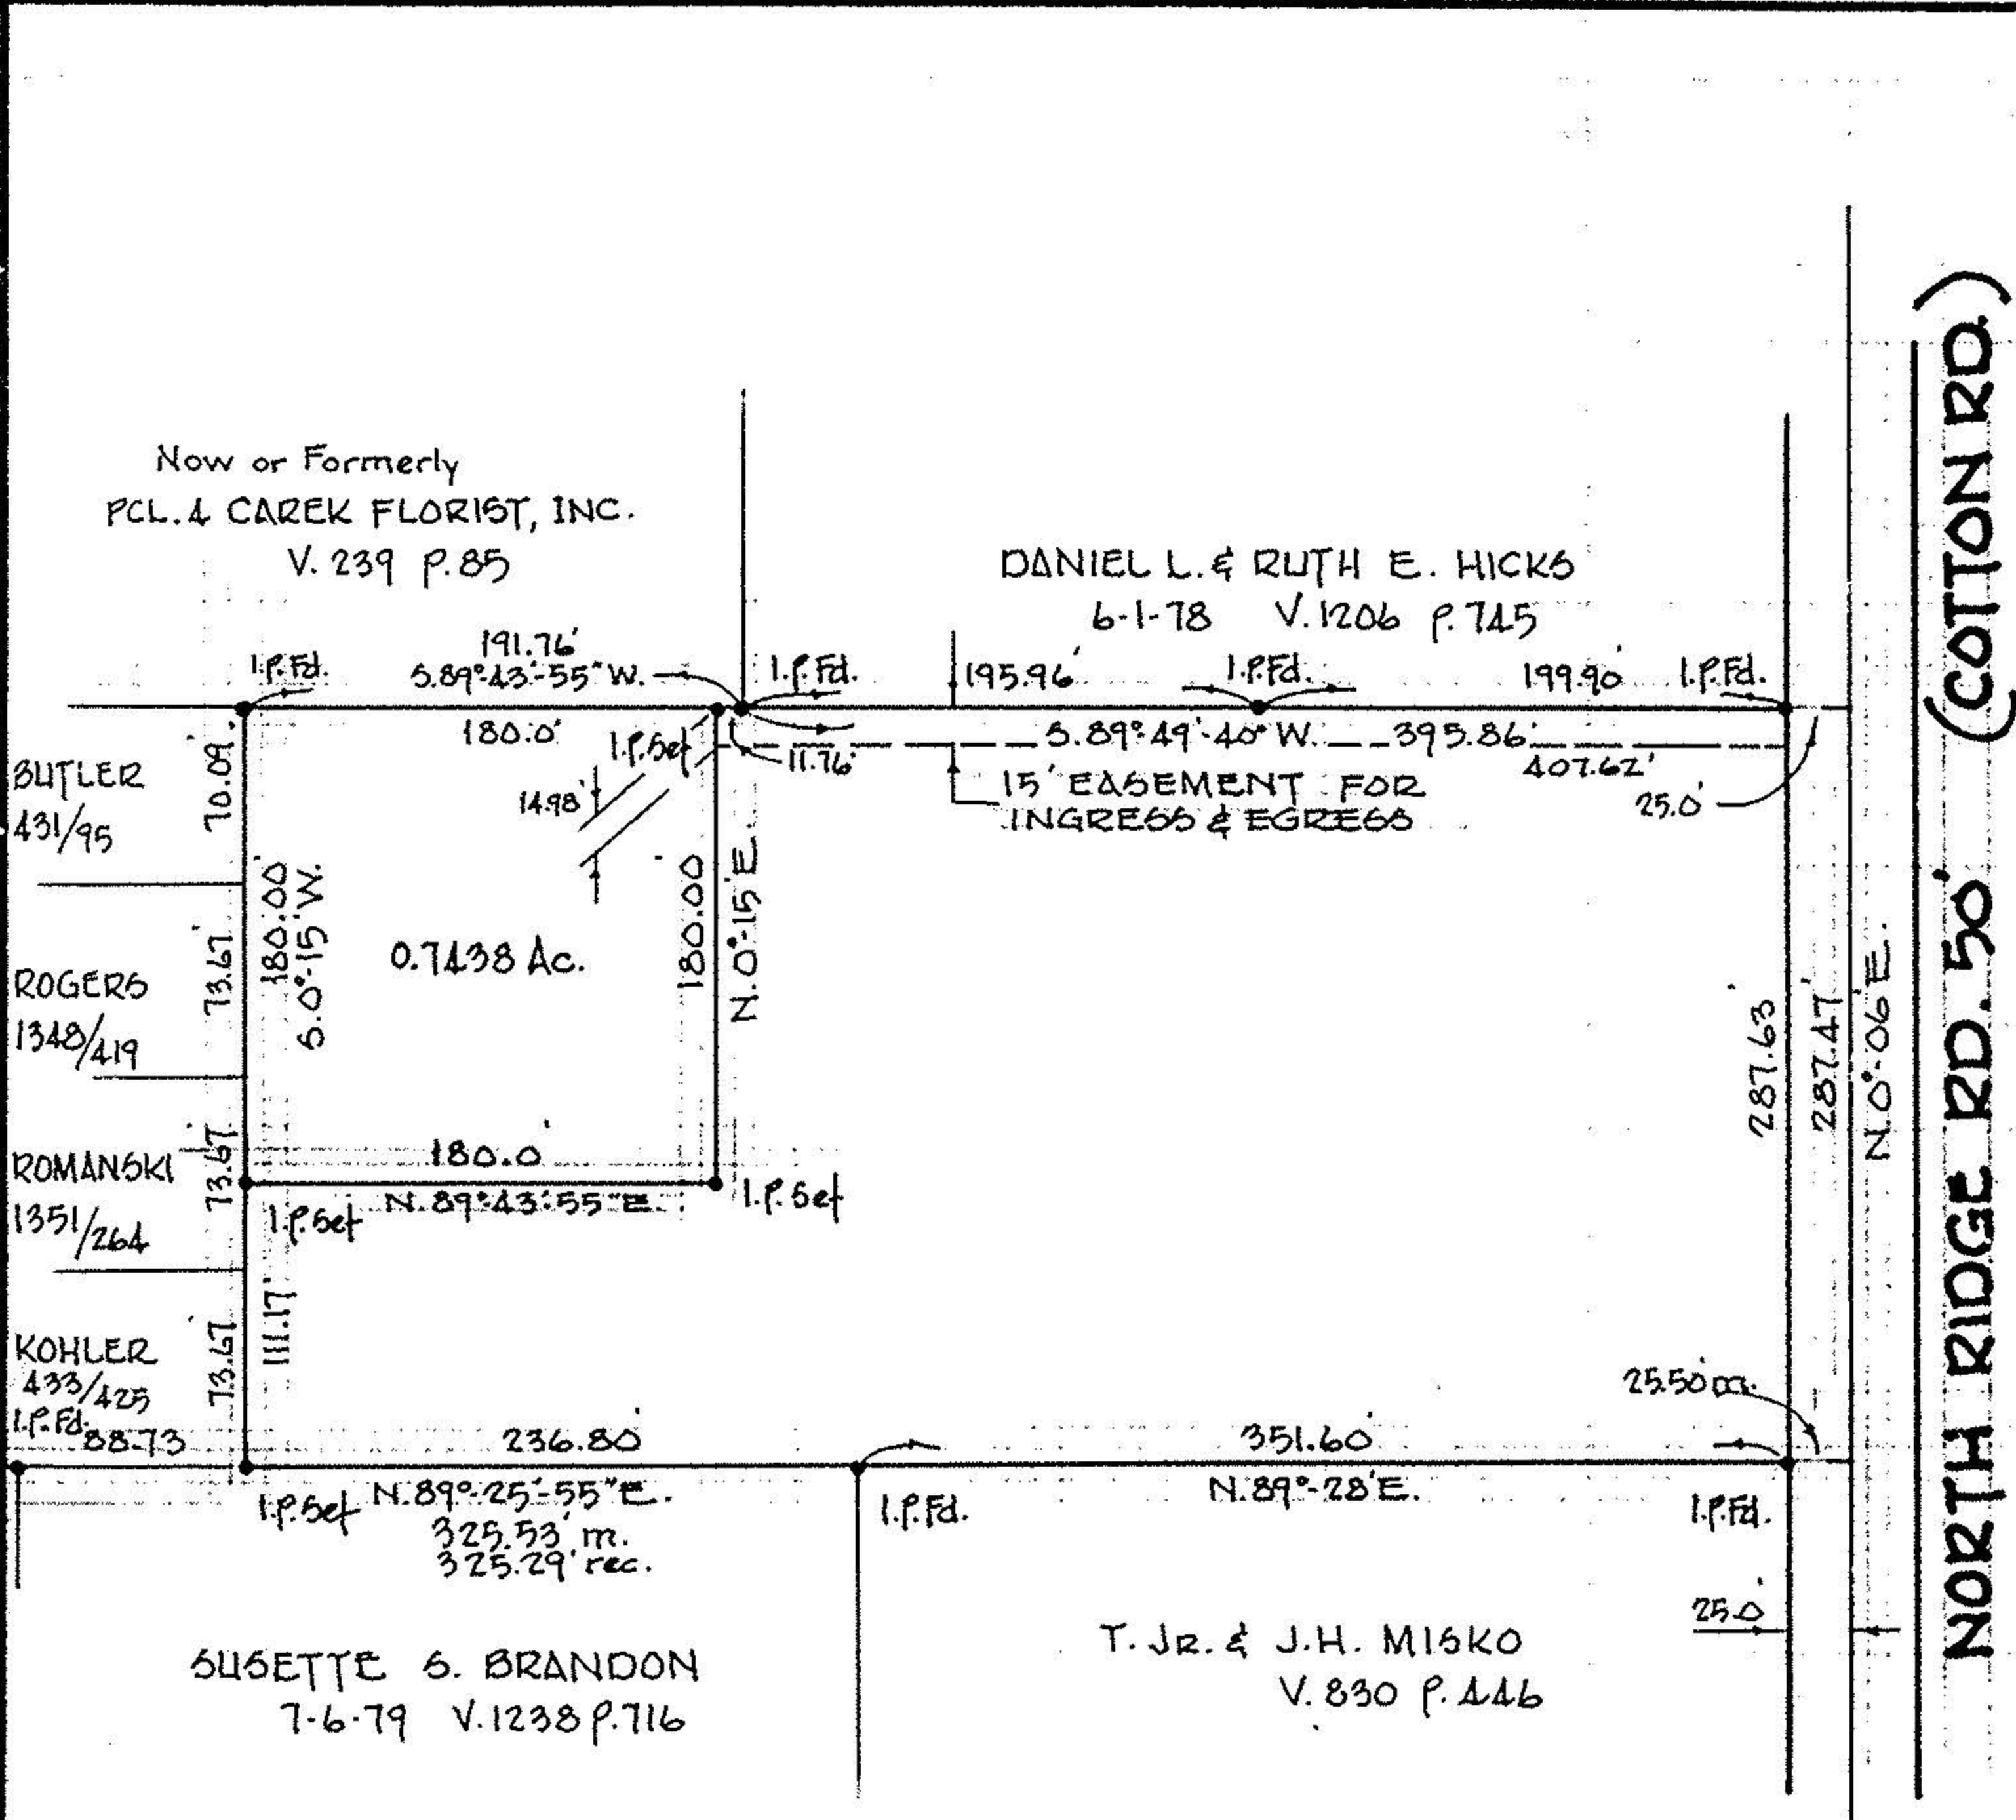 Now or Formerly
PCL. 4 CAREK FLORIST, INC.
V. 239 P. 85
DANIEL L. & RUTH E. HICKS
6-1-78 V. 1206 P. 745
191.76'
I.P. Fd.
S.89°-43'-55" W.
I.P. Fd.
195.96'
I.P. Fd.
199.90'
I.P. Fd.
180.0'
I.P. Set
11.76'
S.89°-49'-40" W. 395.86'
407.62'
15' EASEMENT FOR
INGRESS & EGRESS
25.0'
14.98'
BUTLER
431/95
70.09'
180.00'
S.0°-15' W.
0.7438 Ac.
180.00'
N.0°-15' E.
ROGERS
1348/419
73.67'
287.63'
287.47'
N.0°-06' E.
ROMANSKI
1351/264
73.67'
180.0'
N.89°-43'-55" E.
I.P. Set
I.P. Set
KOHLER
433/425
73.67'
111.17'
I.P. Fd.
88.73
236.80'
351.60'
25.50' m.
I.P. Set
N.89°-25'-55" E.
325.53' m.
325.29' rec.
I.P. Fd.
N.89°-28' E.
I.P. Fd.
25.0'
SUSETTE S. BRANDON
7-6-79 V. 1238 P. 716
T. JR. & J.H. MISKO
V. 830 P. 446
NORTH RIDGE RD. 50' (COTTON RD.)